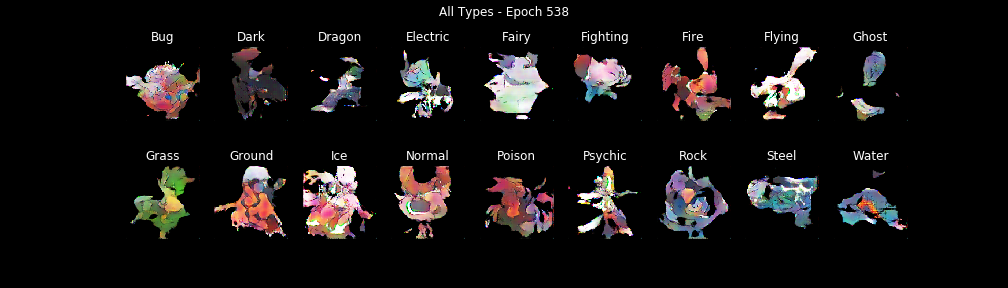 All Types - Epoch 538
Bug Dark Dragon Electric Fairy Fighting Fire Flying Ghost
Grass Ground Ice Normal Poison Psychic Rock Steel Water